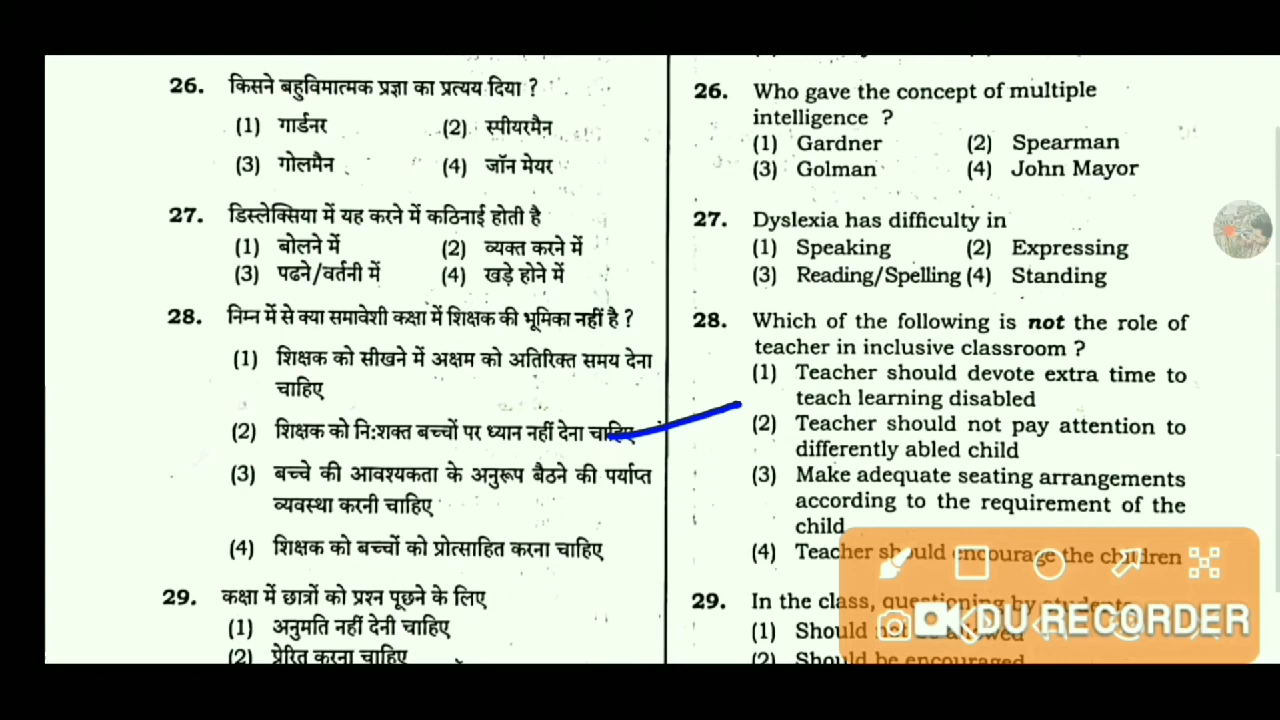 26. किसने बहुविमात्मक प्रज्ञा का प्रत्यय दिया ?
(1) गार्डनर (2) स्पीयरमैन
(3) गोलमैन (4) जॉन मेयर
27. डिस्लेक्सिया में यह करने में कठिनाई होती है
(1) बोलने में (2) व्यक्त करने में
(3) पढने/वर्तनी में (4) खड़े होने में
28. निम्न में से क्या समावेशी कक्षा में शिक्षक की भूमिका नहीं है ?
(1) शिक्षक को सीखने में अक्षम को अतिरिक्त समय देना
चाहिए
(2) शिक्षक को नि:शक्त बच्चों पर ध्यान नहीं देना चाहिए
(3) बच्चे की आवश्यकता के अनुरूप बैठने की पर्याप्त
व्यवस्था करनी चाहिए
(4) शिक्षक को बच्चों को प्रोत्साहित करना चाहिए
29. कक्षा में छात्रों को प्रश्न पूछने के लिए
(1) अनुमति नहीं देनी चाहिए
(2) प्रेरित करना चाहिए
26. Who gave the concept of multiple
intelligence ?
(1) Gardner (2) Spearman
(3) Golman (4) John Mayor
27. Dyslexia has difficulty in
(1) Speaking (2) Expressing
(3) Reading/Spelling (4) Standing
28. Which of the following is not the role of
teacher in inclusive classroom ?
(1) Teacher should devote extra time to
teach learning disabled
(2) Teacher should not pay attention to
differently abled child
(3) Make adequate seating arrangements
according to the requirement of the
child
(4) Teacher should encourage the children
29. In the class, questioning by students
(1) Should not be allowed
(2) Should be encouraged
DU RECORDER